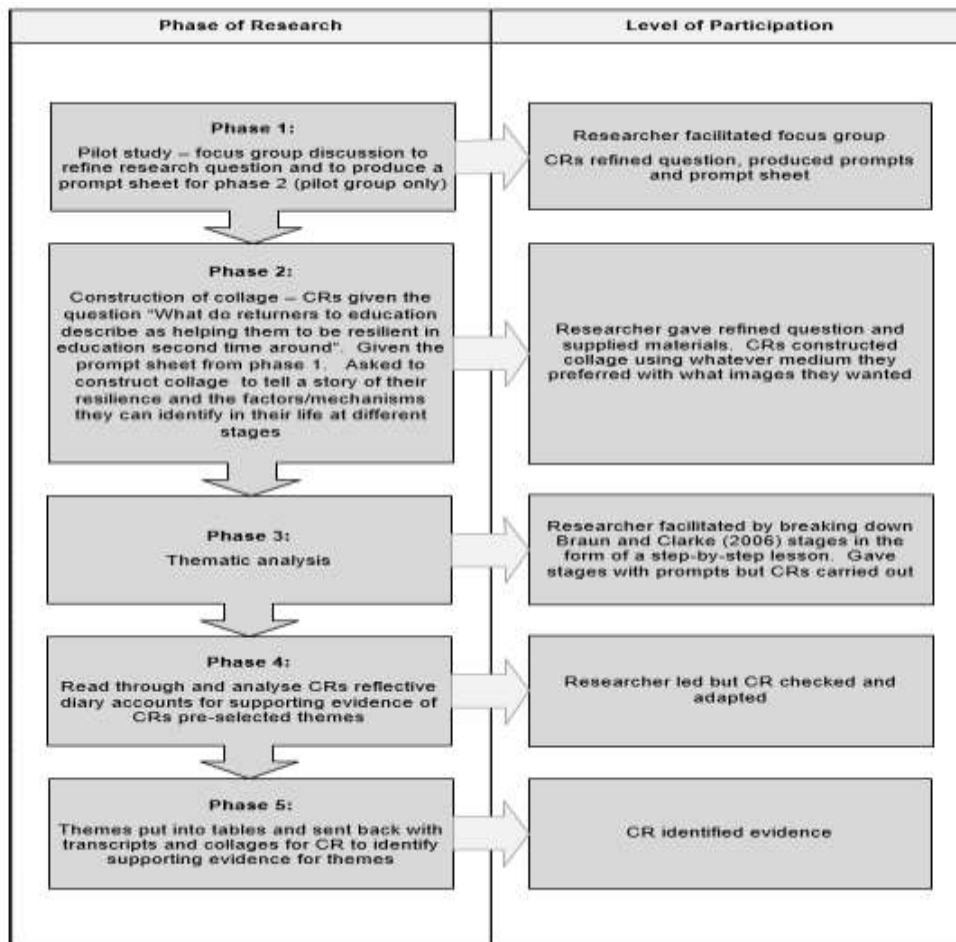 Phase of Research
Level of Participation
Phase 1:
Pilot study – focus group discussion to
refine research question and to produce a
prompt sheet for phase 2 (pilot group only)
Researcher facilitated focus group
CRs refined question, produced prompts
and prompt sheet
Phase 2:
Construction of collage – CRs given the
question "What do returners to education
describe as helping them to be resilient in
education second time around". Given the
prompt sheet from phase 1. Asked to
construct collage to tell a story of their
resilience and the factors/mechanisms
they can identify in their life at different
stages
Researcher gave refined question and
supplied materials. CRs constructed
collage using whatever medium they
preferred with what images they wanted
Phase 3:
Thematic analysis
Researcher facilitated by breaking down
Braun and Clarke (2006) stages in the
form of a step-by-step lesson. Gave
stages with prompts but CRs carried out
Phase 4:
Read through and analyse CRs reflective
diary accounts for supporting evidence of
CRs pre-selected themes
Researcher led but CR checked and
adapted
Phase 5:
Themes put into tables and sent back with
transcripts and collages for CR to identify
supporting evidence for themes
CR identified evidence